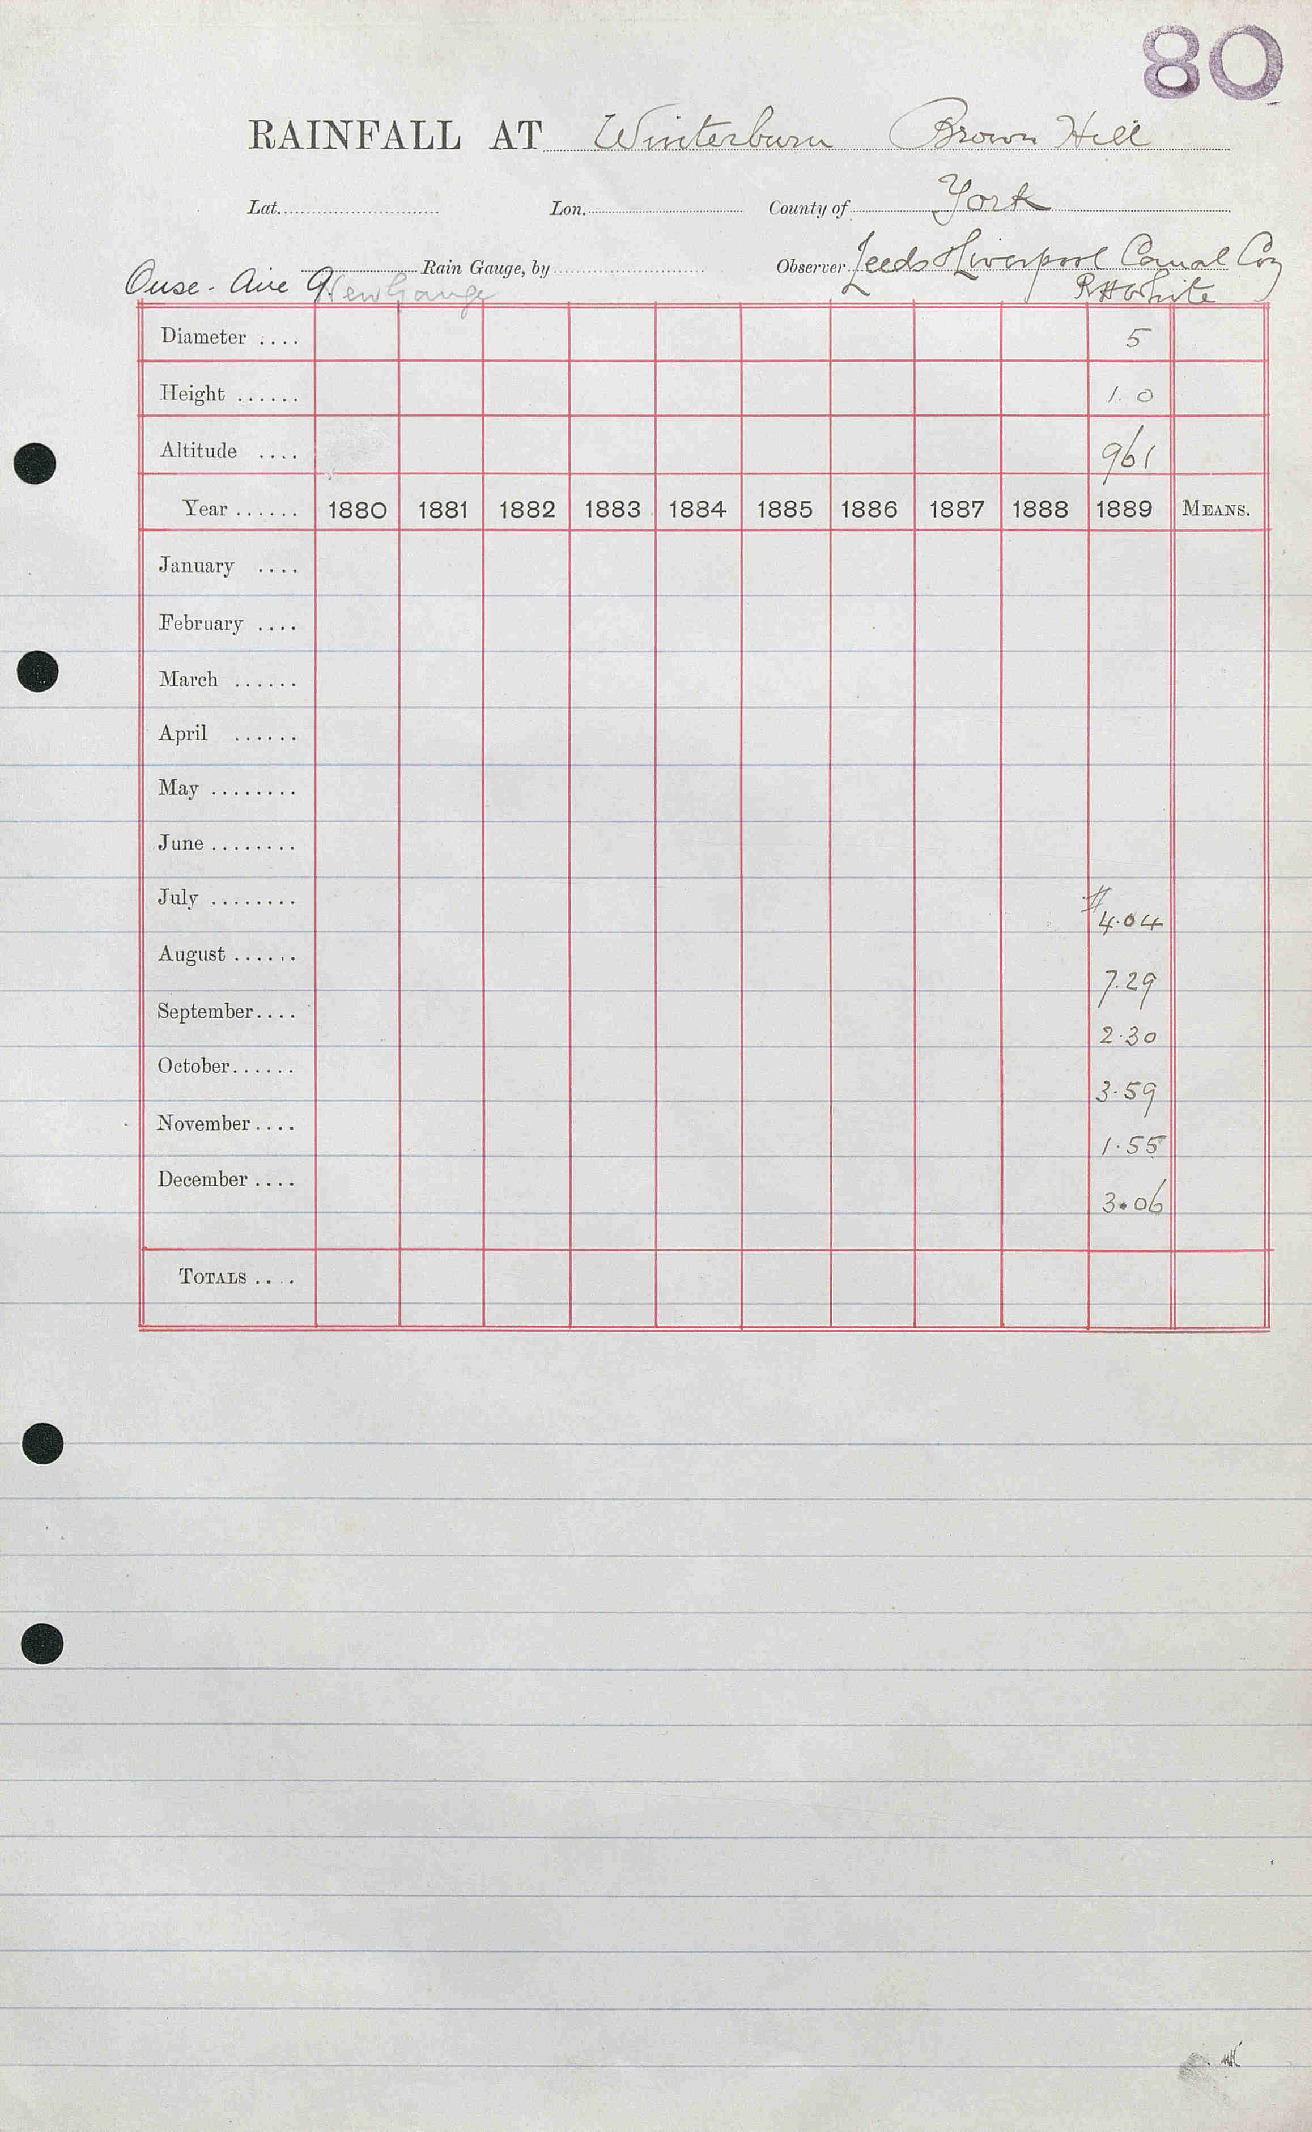 80
RAINFALL AT Winterburn Brown Hill
Lat. Lon. County of York
Rain Gauge, by Observer Leeds & Liverpool Canal Coy
Ouse - Aire 9 New Gauge R H White
Diameter .... 5
Height ...... 1. 0
Altitude .... 961
Year ...... 1880 1881 1882 1883 1884 1885 1886 1887 1888 1889 MEANS.
January ....
February ....
March ......
April ......
May ........
June ........
July ........ # 4.04
August ...... 7.29
September .... 2.30
October ...... 3.59
November .... 1.55
December .... 3.06
TOTALS ....